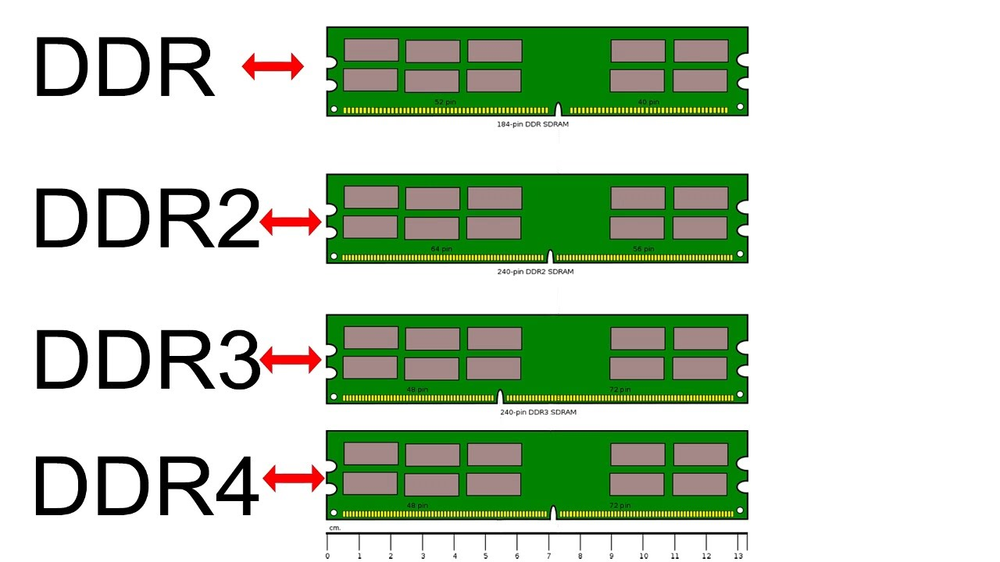 DDR
52 pin 40 pin
184-pin DDR SDRAM
DDR2
64 pin 56 pin
240-pin DDR2 SDRAM
DDR3
48 pin 72 pin
240-pin DDR3 SDRAM
DDR4
48 pin 72 pin
cm.
0 1 2 3 4 5 6 7 8 9 10 11 12 13